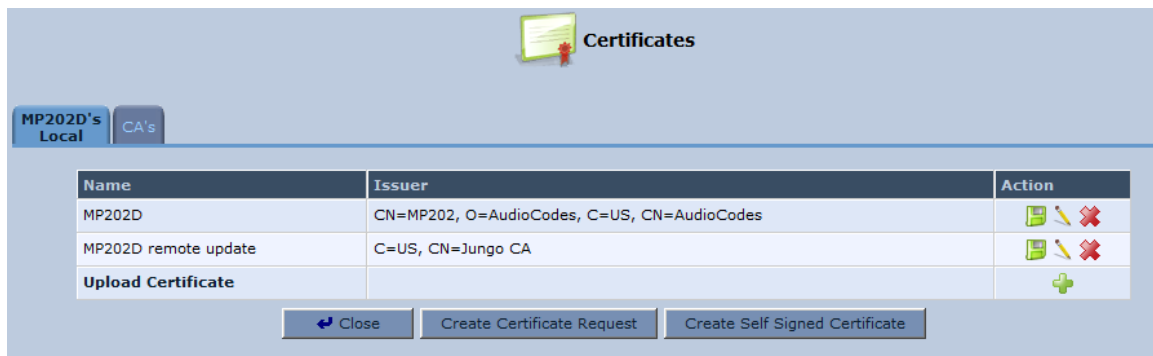 Certificates
MP202D's
Local
CA's
Name Issuer Action
MP202D CN=MP202, O=AudioCodes, C=US, CN=AudioCodes
MP202D remote update C=US, CN=Jungo CA
Upload Certificate
Close Create Certificate Request Create Self Signed Certificate